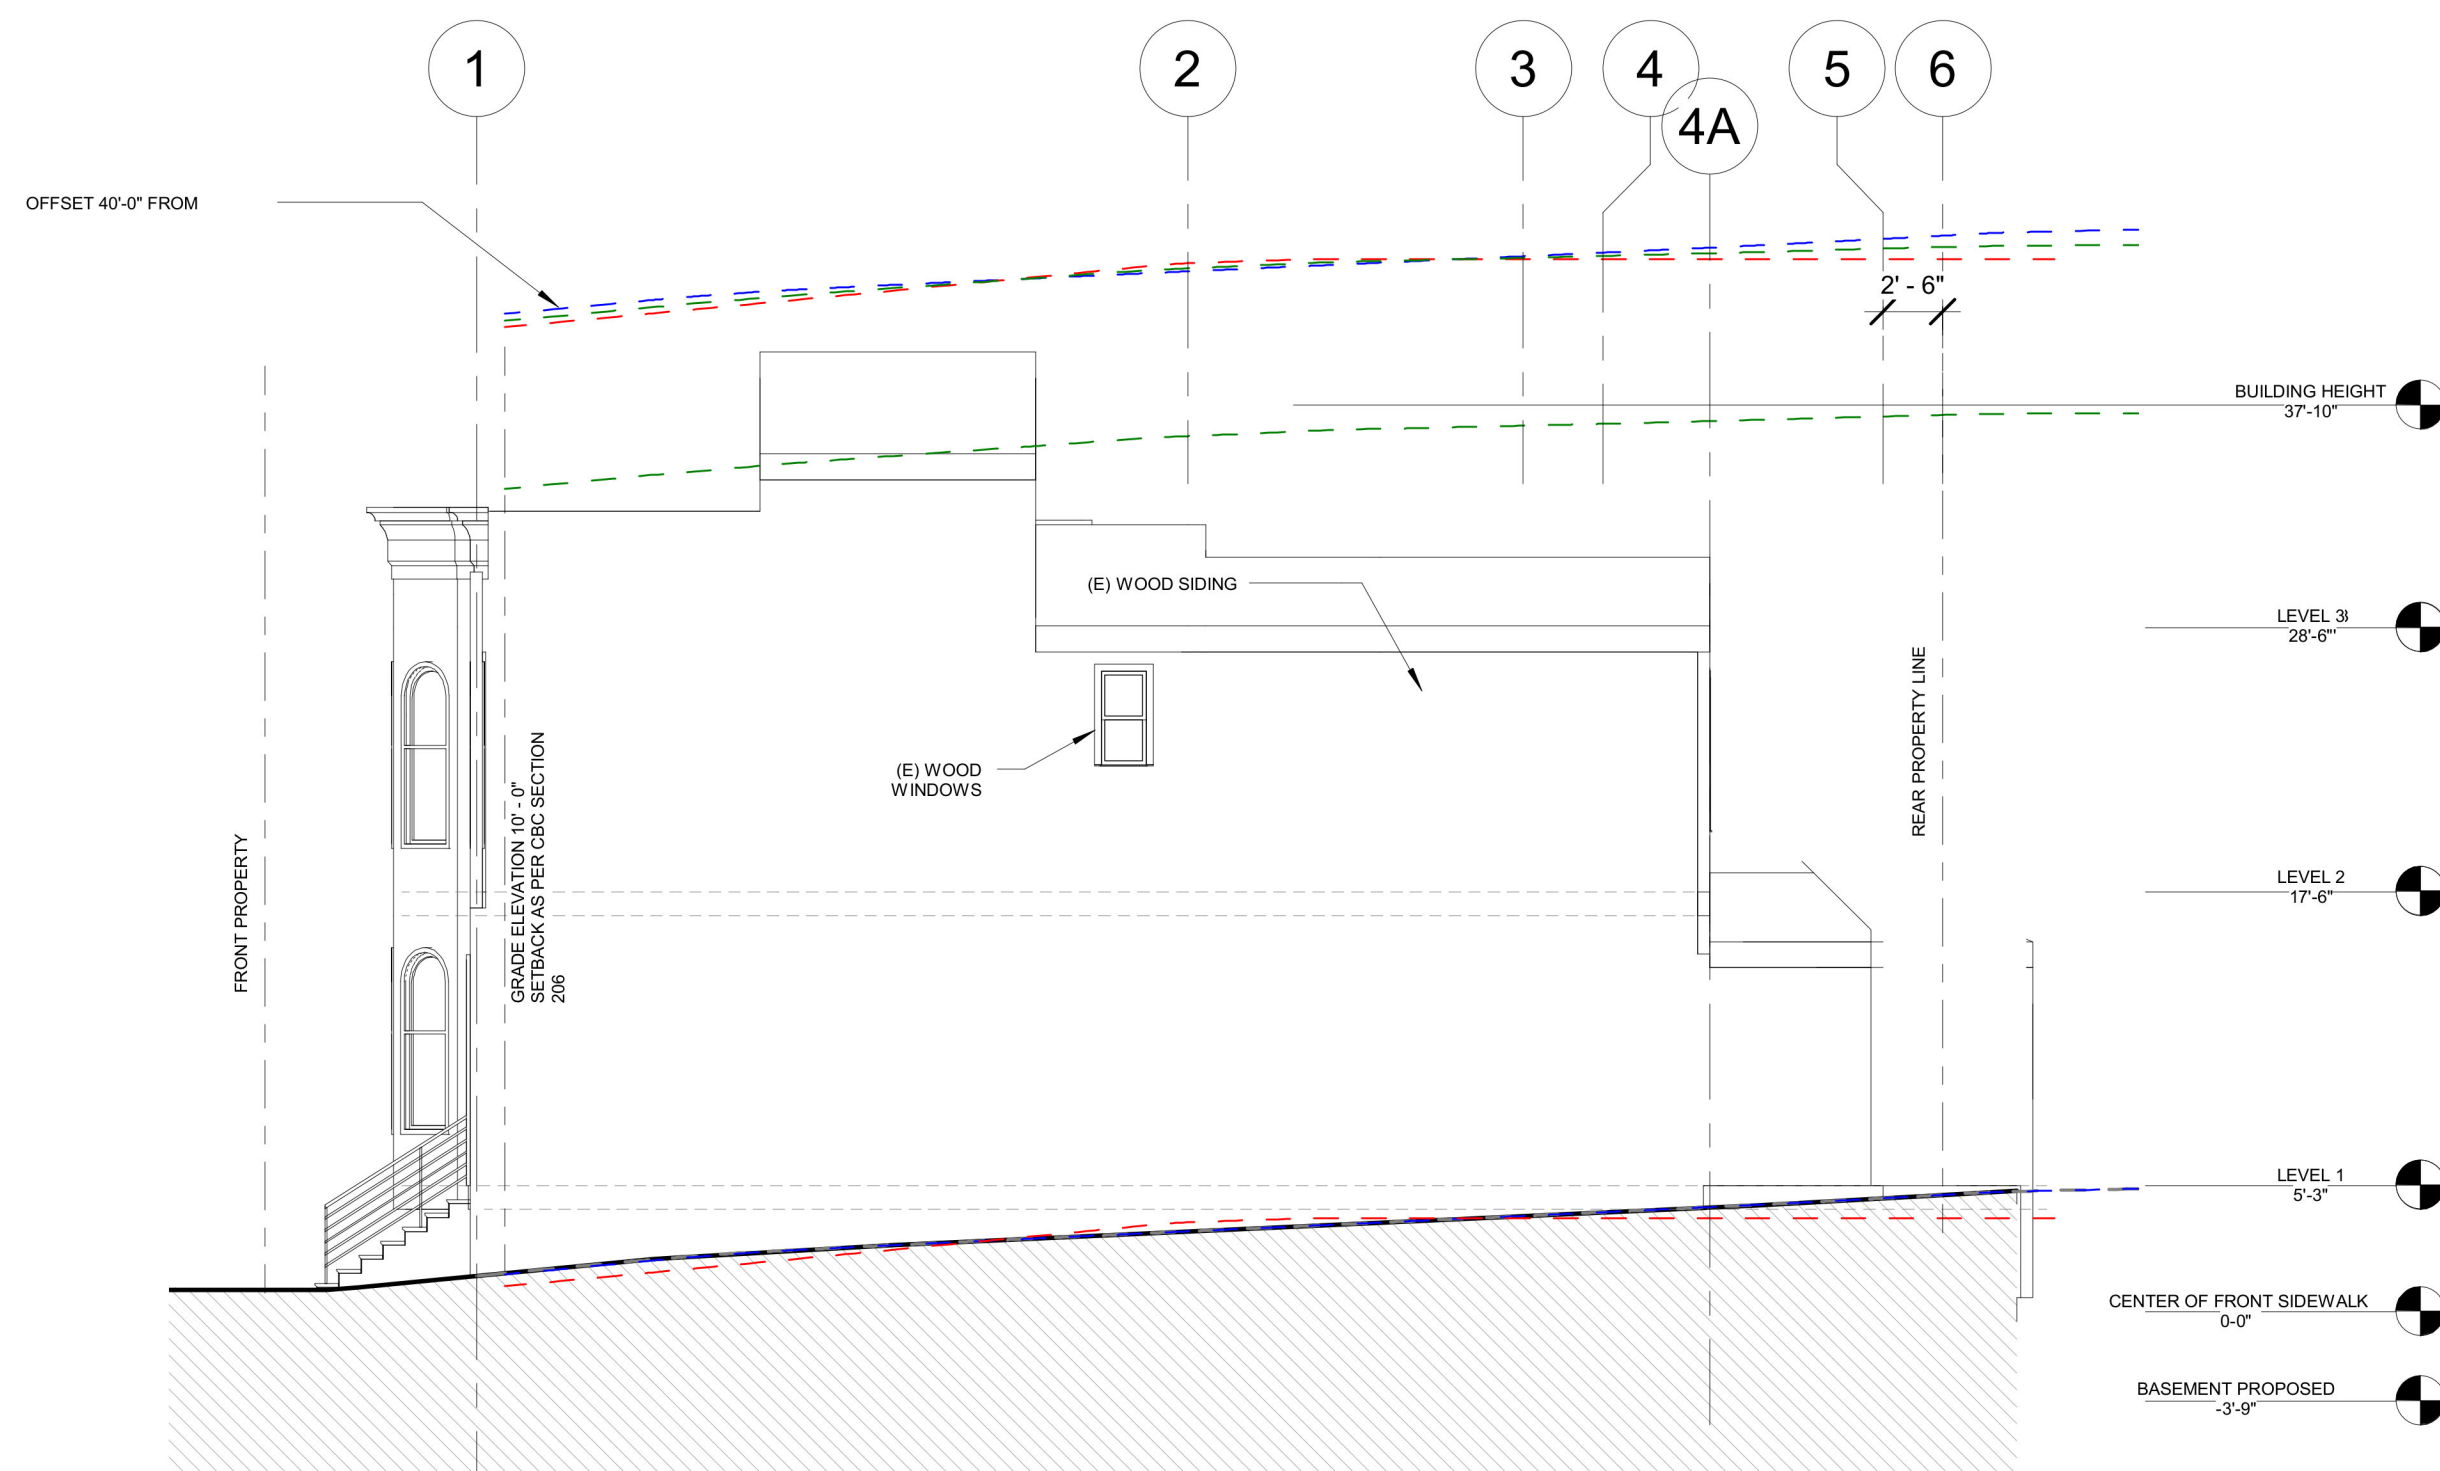 1
2
3
4
4A
5
6
OFFSET 40'-0" FROM
2' - 6"
BUILDING HEIGHT
37'-10"
(E) WOOD SIDING
LEVEL 3
28'-6"
(E) WOOD
WINDOWS
REAR PROPERTY LINE
GRADE ELEVATION 10' - 0"
SETBACK AS PER CBC SECTION
206
FRONT PROPERTY
LEVEL 2
17'-6"
LEVEL 1
5'-3"
CENTER OF FRONT SIDEWALK
0-0"
BASEMENT PROPOSED
-3'-9"